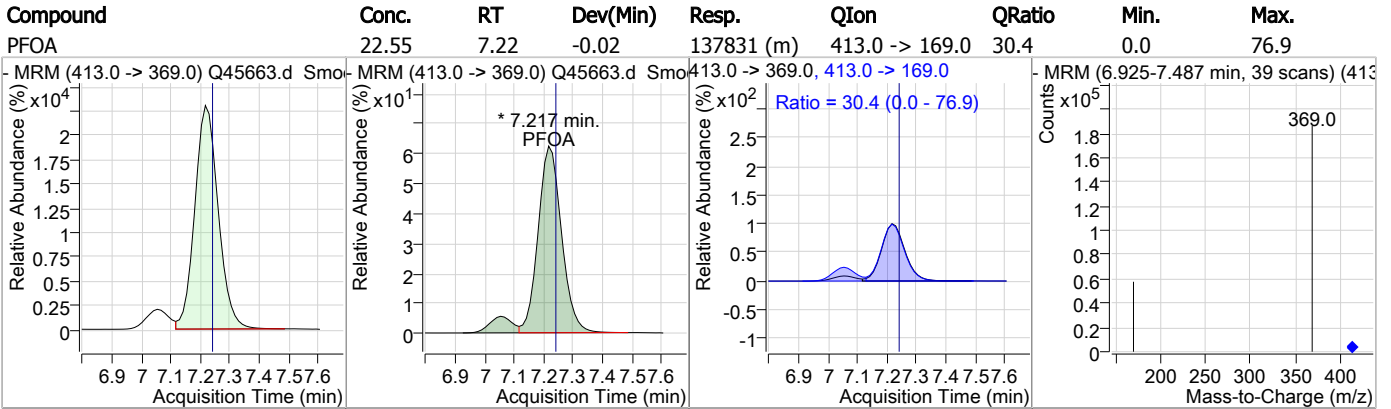 Compound Conc. RT Dev(Min) Resp. QIon QRatio Min. Max.
PFOA 22.55 7.22 -0.02 137831 (m) 413.0 -> 169.0 30.4 0.0 76.9
- MRM (413.0 -> 369.0) Q45663.d Smo
x10 4
Relative Abundance (%)
2
1.75
1.5
1.25
1
0.75
0.5
0.25
0
6.9 7 7.1 7.2 7.3 7.4 7.5 7.6
Acquisition Time (min)
- MRM (413.0 -> 369.0) Q45663.d Smo
x10 1
Relative Abundance (%)
* 7.217 min.
PFOA
6
5
4
3
2
1
0
6.9 7 7.1 7.2 7.3 7.4 7.5 7.6
Acquisition Time (min)
413.0 -> 369.0, 413.0 -> 169.0
x10 2
Relative Abundance (%)
Ratio = 30.4 (0.0 - 76.9)
2.5
2
1.5
1
0.5
0
-0.5
-1
6.9 7 7.1 7.2 7.3 7.4 7.5 7.6
Acquisition Time (min)
- MRM (6.925-7.487 min, 39 scans) (413
x10 5
Counts
369.0
1.8
1.6
1.4
1.2
1
0.8
0.6
0.4
0.2
0
200 250 300 350 400
Mass-to-Charge (m/z)